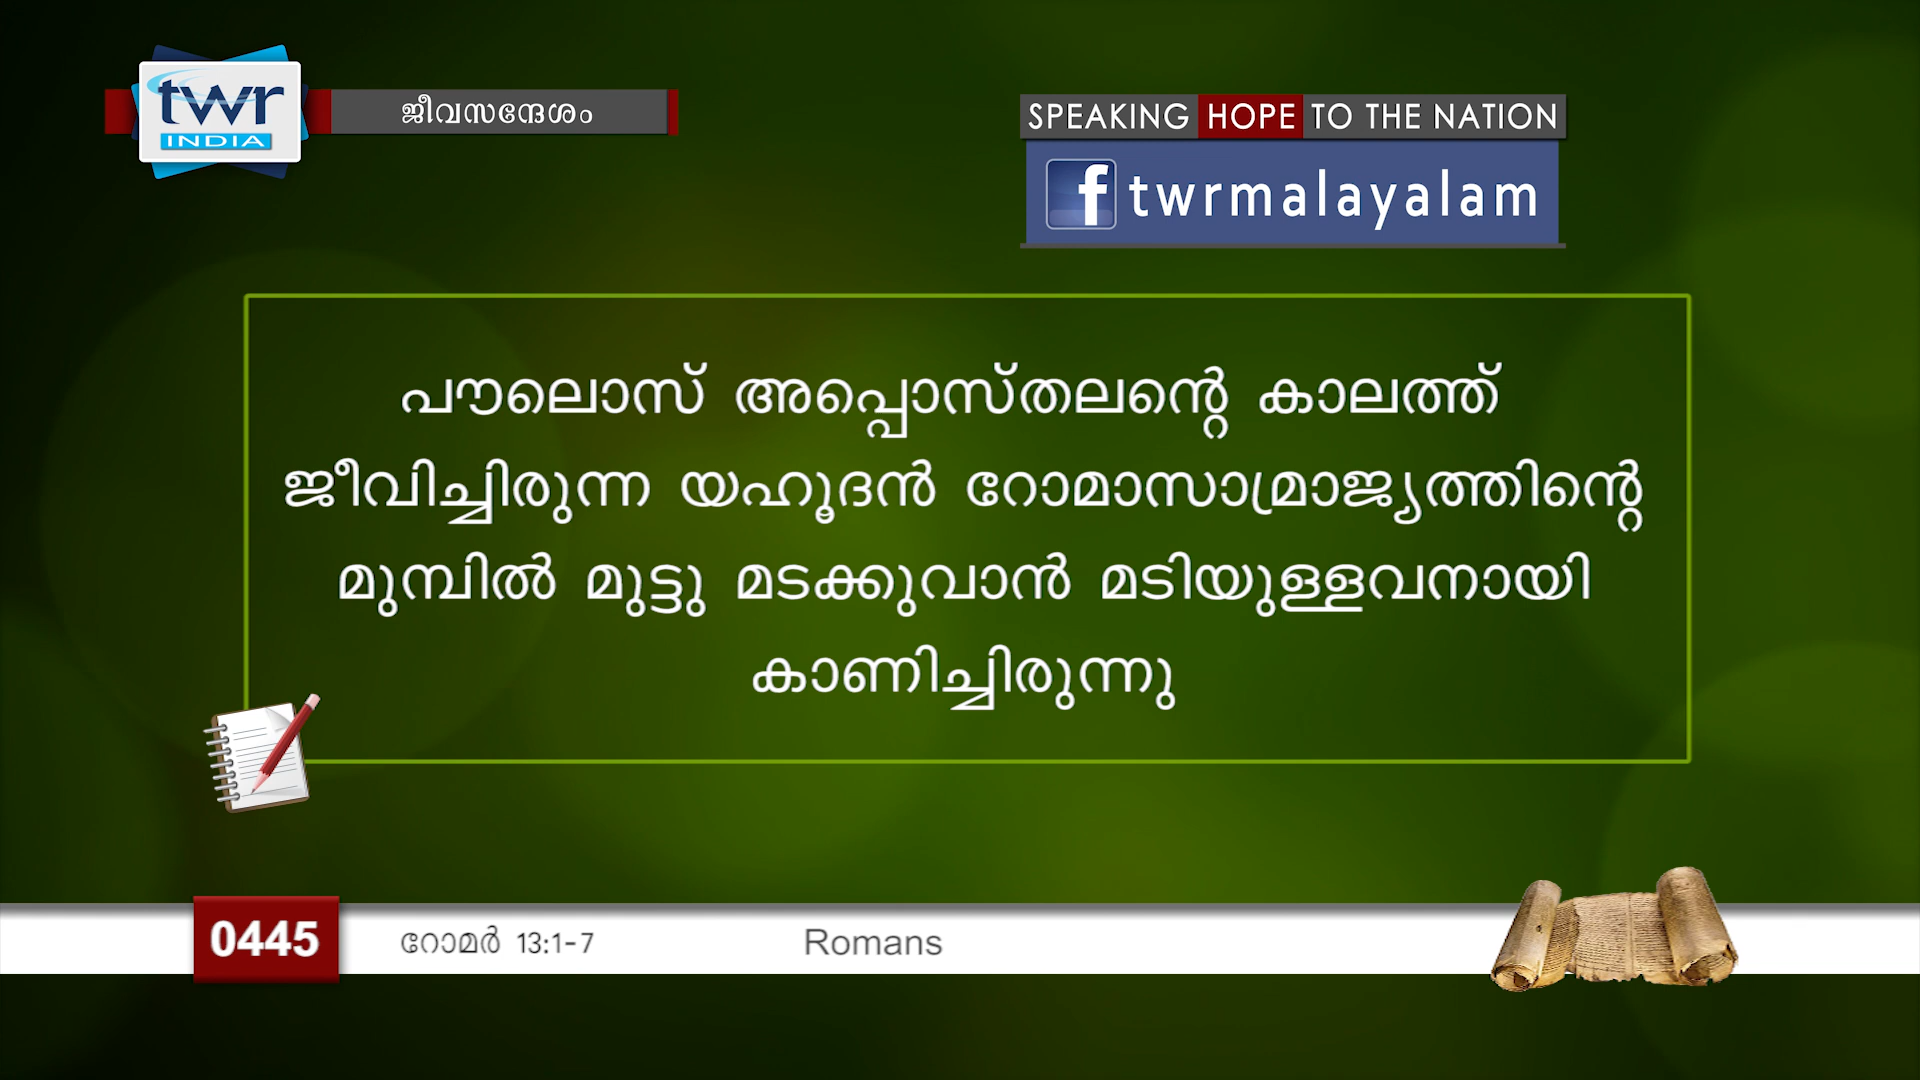 twr
INDIA
ജീവസന്ദേശം
SPEAKING HOPE TO THE NATION
f twrmalayalam
പൗലൊസ് അപ്പൊസ്തലന്റെ കാലത്ത്
ജീവിച്ചിരുന്ന യഹൂദൻ റോമാസാമ്രാജ്യത്തിന്റെ
മുമ്പിൽ മുട്ടു മടക്കുവാൻ മടിയുള്ളവനായി
കാണിച്ചിരുന്നു
0445 റോമർ 13:1-7 Romans